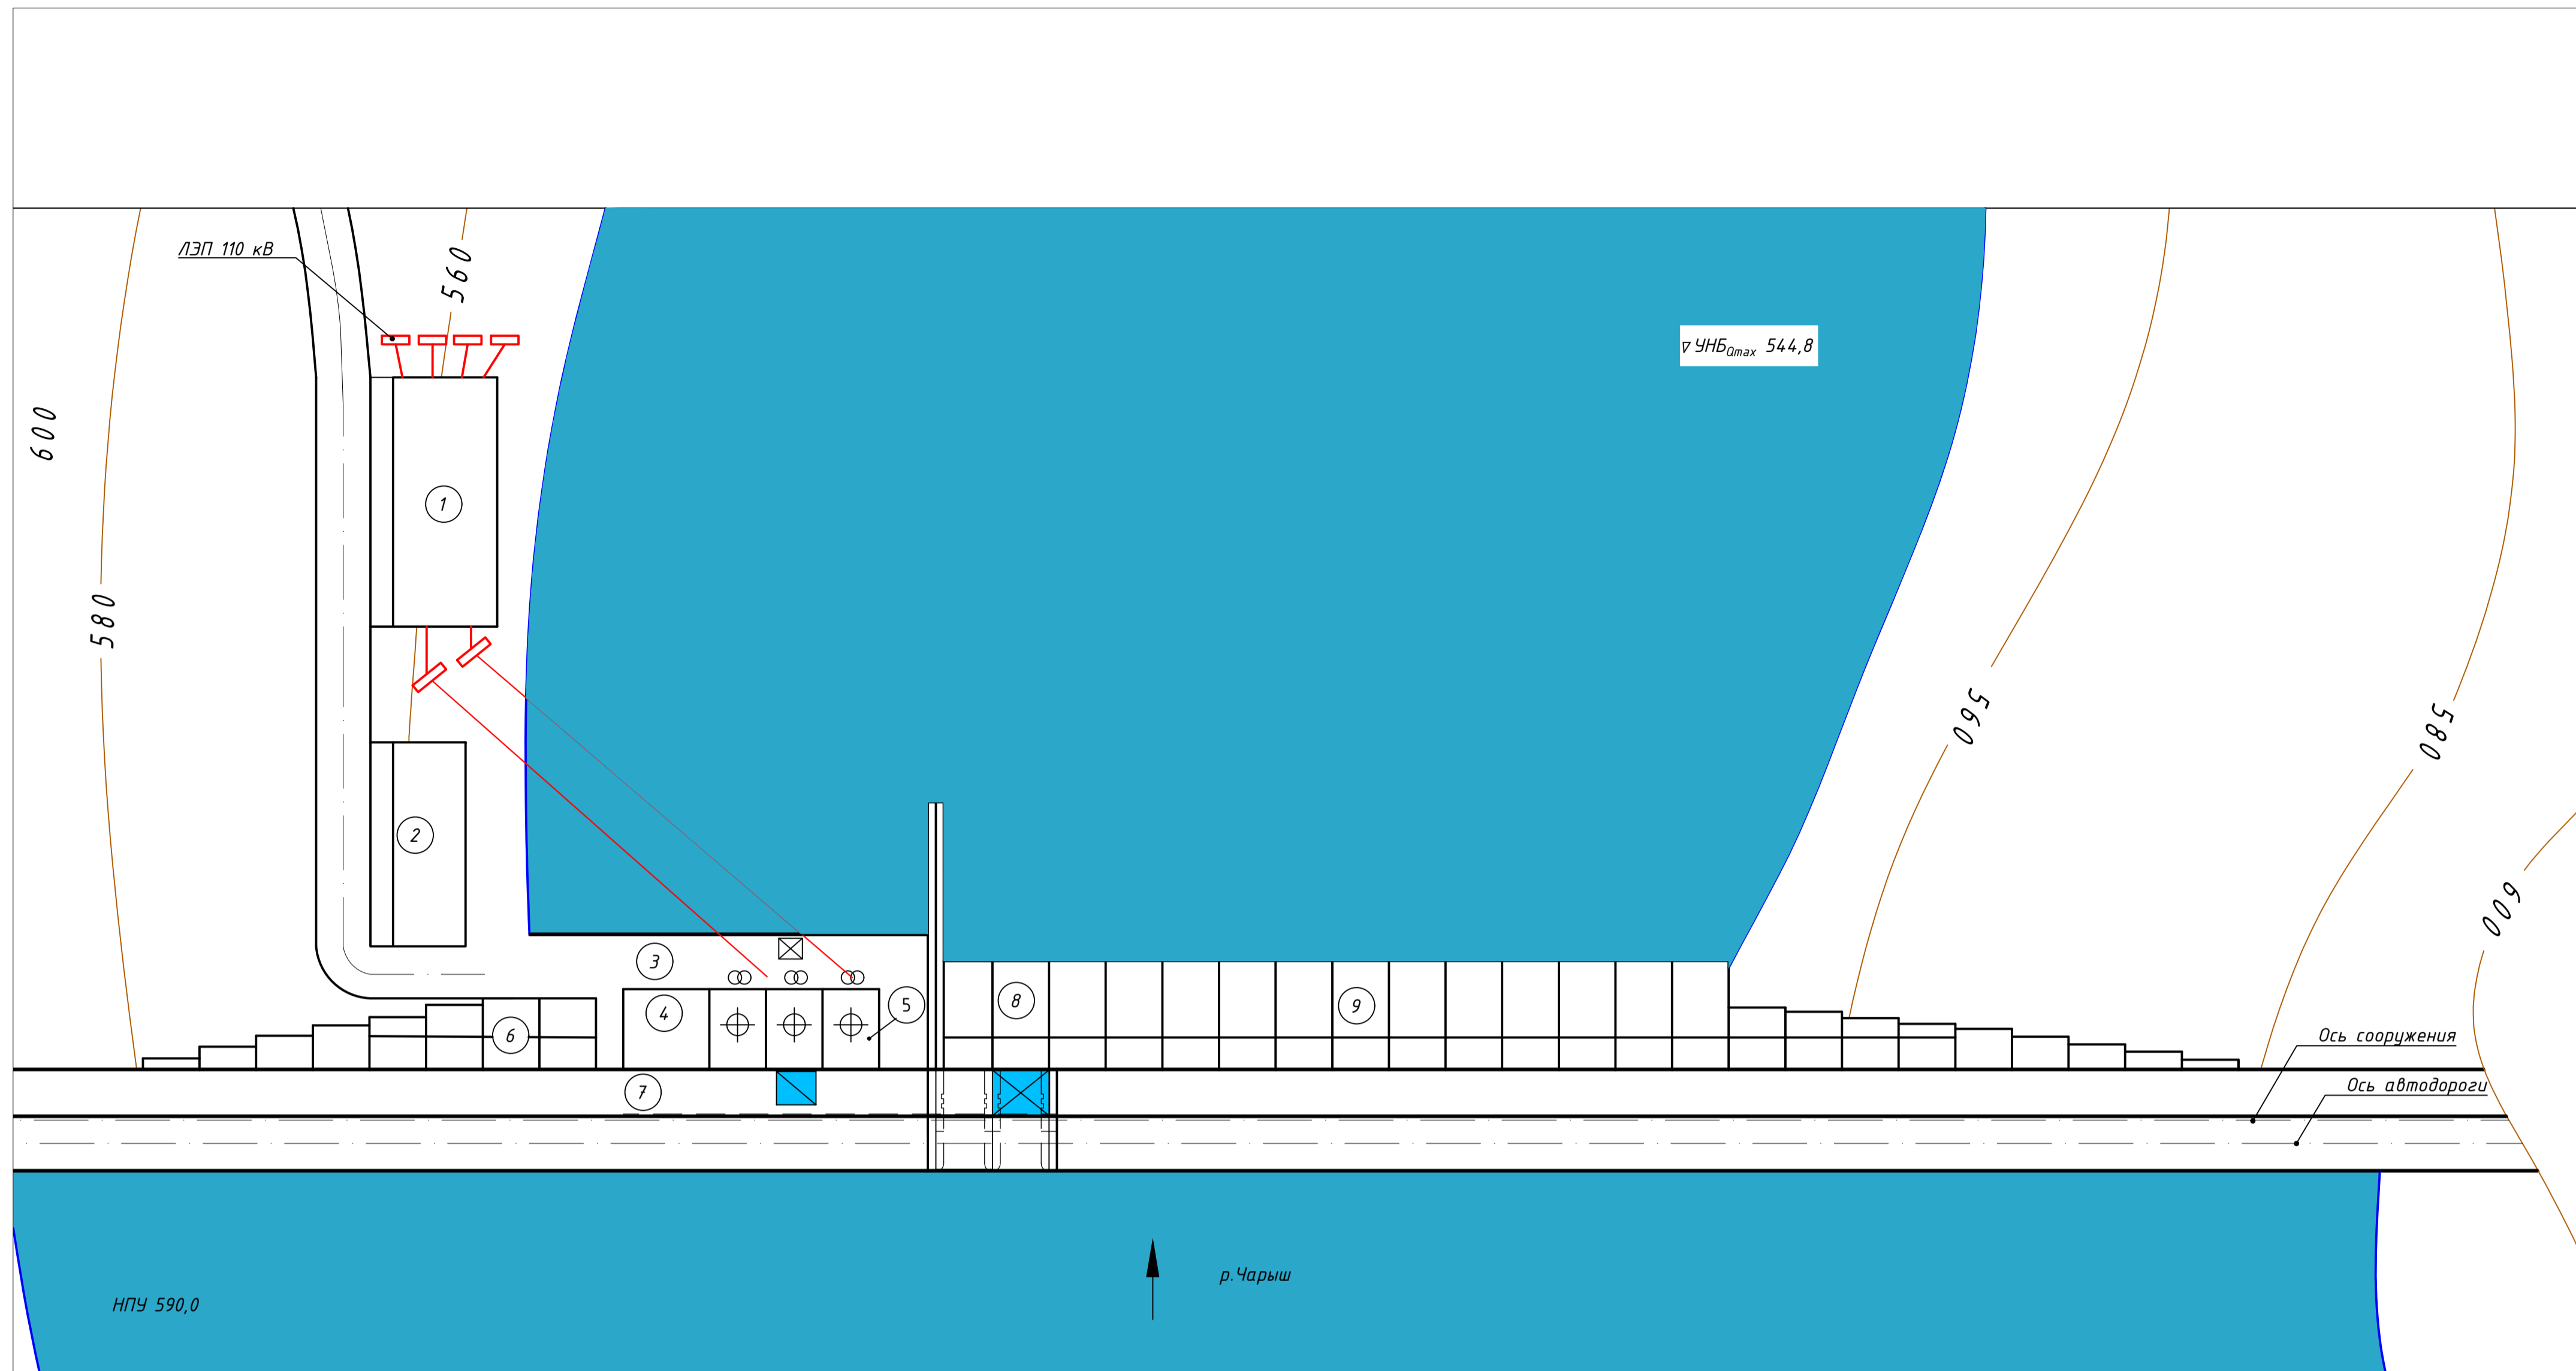 ЛЭП 110 кВ
560
▽ УНБQmax 544,8
600
1
580
560
580
2
600
3
4
5
8
9
6
Ось сооружения
7
Ось автодороги
р.Чарыш
НПУ 590,0